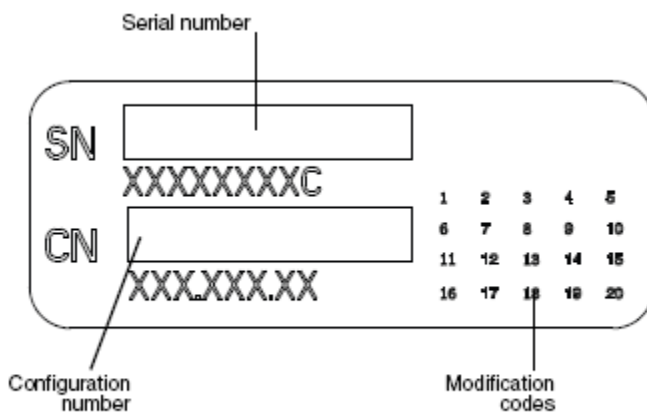 Serial number
SN
XXXXXXXXC
CN
XXX.XXX.XX
1 2 3 4 5
6 7 8 9 10
11 12 13 14 15
16 17 18 19 20
Configuration
number
Modification
codes